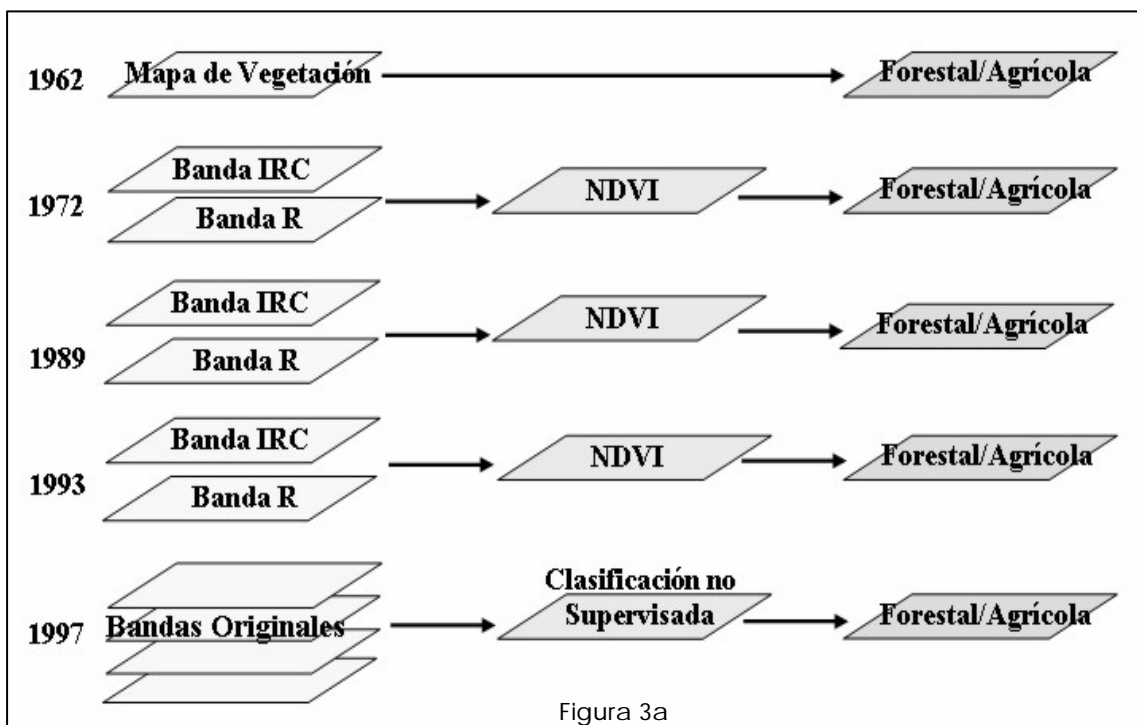 1962
Mapa de Vegetación
Forestal/Agrícola
1972
Banda IRC
Banda R
NDVI
Forestal/Agrícola
1989
Banda IRC
Banda R
NDVI
Forestal/Agrícola
1993
Banda IRC
Banda R
NDVI
Forestal/Agrícola
1997
Bandas Originales
Clasificación no
Supervisada
Forestal/Agrícola
Figura 3a